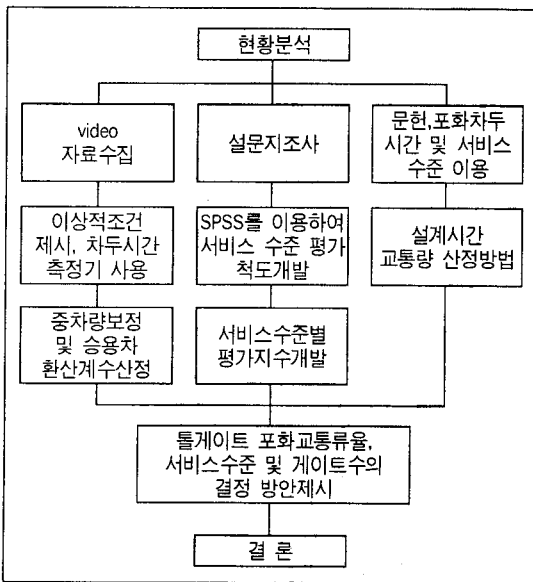 현황분석
video
자료수집
설문지조사
문헌,포화차두
시간 및 서비스
수준 이용
이상적조건
제시, 차두시간
측정기 사용
SPSS를 이용하여
서비스 수준 평가
척도개발
설계시간
교통량 산정방법
중차량보정
및 승용차
환산계수산정
서비스수준별
평가지수개발
톨게이트 포화교통류율,
서비스수준 및 게이트수의
결정 방안제시
결 론